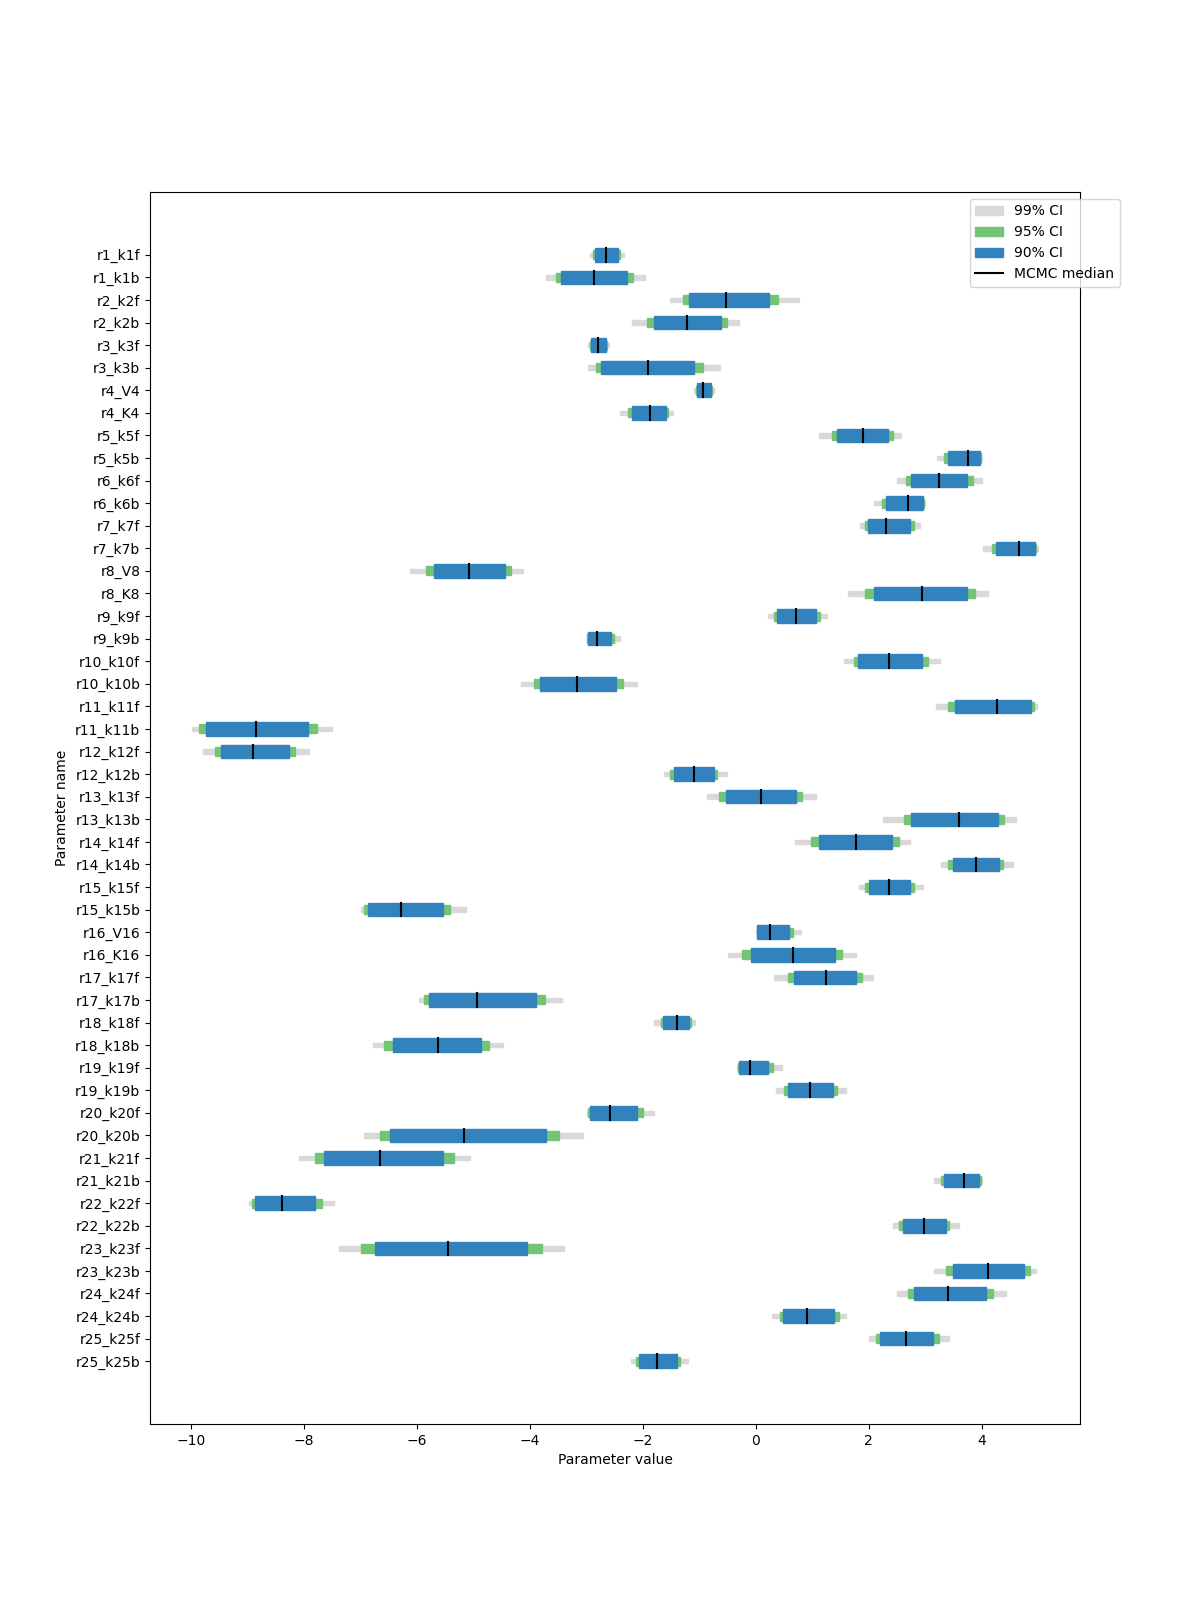 99% CI
95% CI
90% CI
MCMC median
r1_k1f
r1_k1b
r2_k2f
r2_k2b
r3_k3f
r3_k3b
r4_V4
r4_K4
r5_k5f
r5_k5b
r6_k6f
r6_k6b
r7_k7f
r7_k7b
r8_V8
r8_K8
r9_k9f
r9_k9b
r10_k10f
r10_k10b
r11_k11f
r11_k11b
r12_k12f
r12_k12b
r13_k13f
r13_k13b
r14_k14f
r14_k14b
r15_k15f
r15_k15b
r16_V16
r16_K16
r17_k17f
r17_k17b
r18_k18f
r18_k18b
r19_k19f
r19_k19b
r20_k20f
r20_k20b
r21_k21f
r21_k21b
r22_k22f
r22_k22b
r23_k23f
r23_k23b
r24_k24f
r24_k24b
r25_k25f
r25_k25b
Parameter name
−10 −8 −6 −4 −2 0 2 4
Parameter value